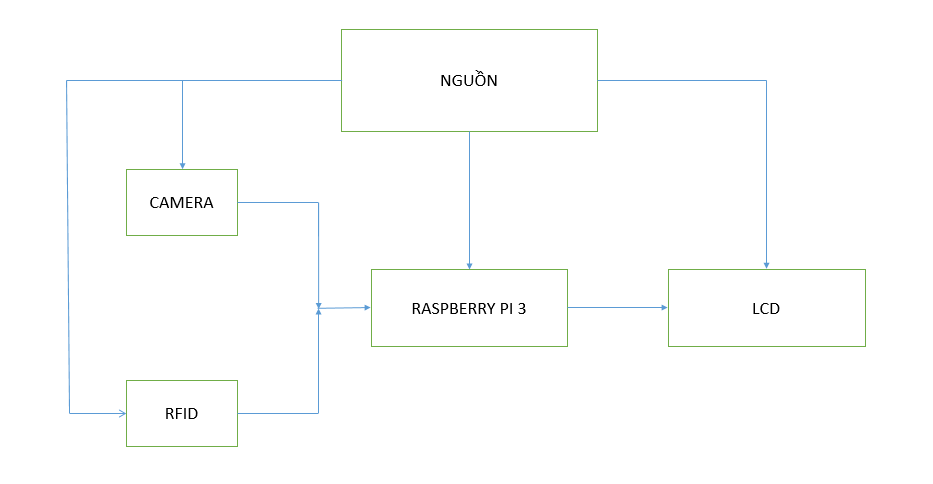 NGUỒN
CAMERA
RASPBERRY PI 3
LCD
RFID